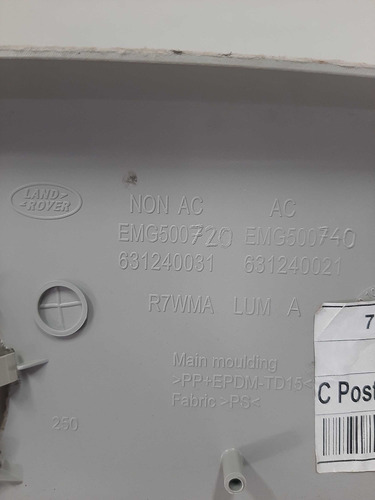 LAND
ROVER
NON AC AC
EMG500720 EMG500740
631240031 631240021
R7WMA LUM A
Main moulding
>PP+EPDM-TD15<
Fabric >PS<
250
7
C Post